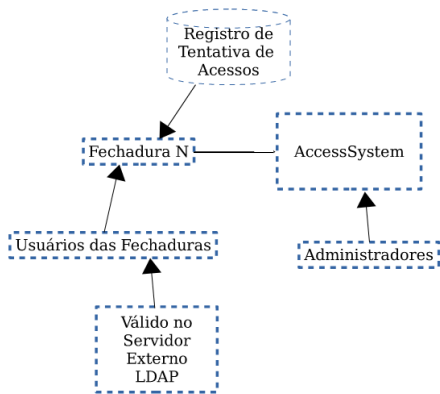 Registro de
Tentativa de
Acessos
Fechadura N
AccessSystem
Usuários das Fechaduras
Administradores
Válido no
Servidor
Externo
LDAP